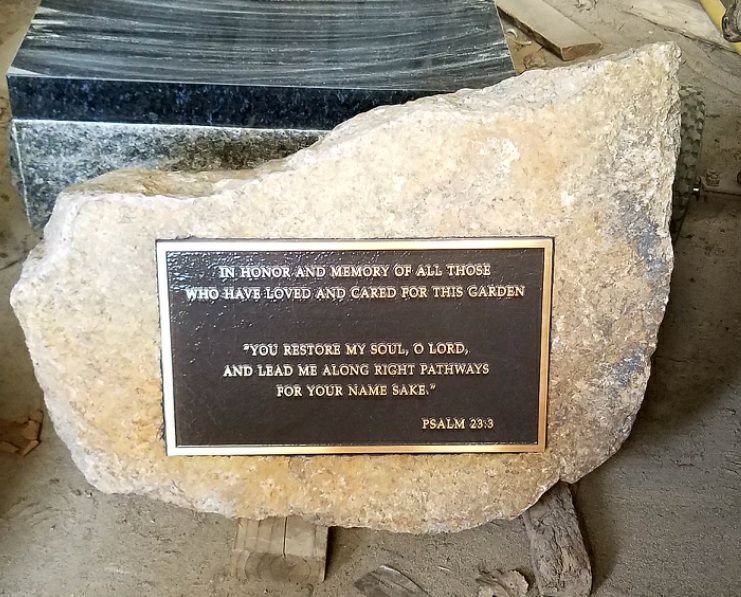 IN HONOR AND MEMORY OF ALL THOSE
WHO HAVE LOVED AND CARED FOR THIS GARDEN
"YOU RESTORE MY SOUL, O LORD,
AND LEAD ME ALONG RIGHT PATHWAYS
FOR YOUR NAME SAKE."
PSALM 23:3